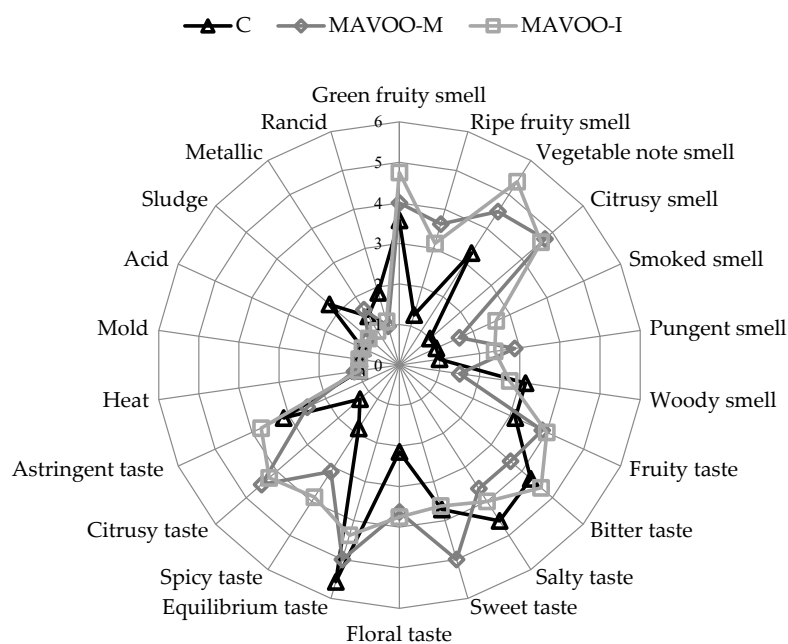 C MAVOO-M MAVOO-I
Green fruity smell
Rancid
Ripe fruity smell
Metallic
Vegetable note smell
Sludge
Citrusy smell
Acid
Smoked smell
Mold
Pungent smell
Heat
Woody smell
Astringent taste
Fruity taste
Citrusy taste
Bitter taste
Spicy taste
Salty taste
Equilibrium taste
Sweet taste
Floral taste
6
5
4
3
2
1
0